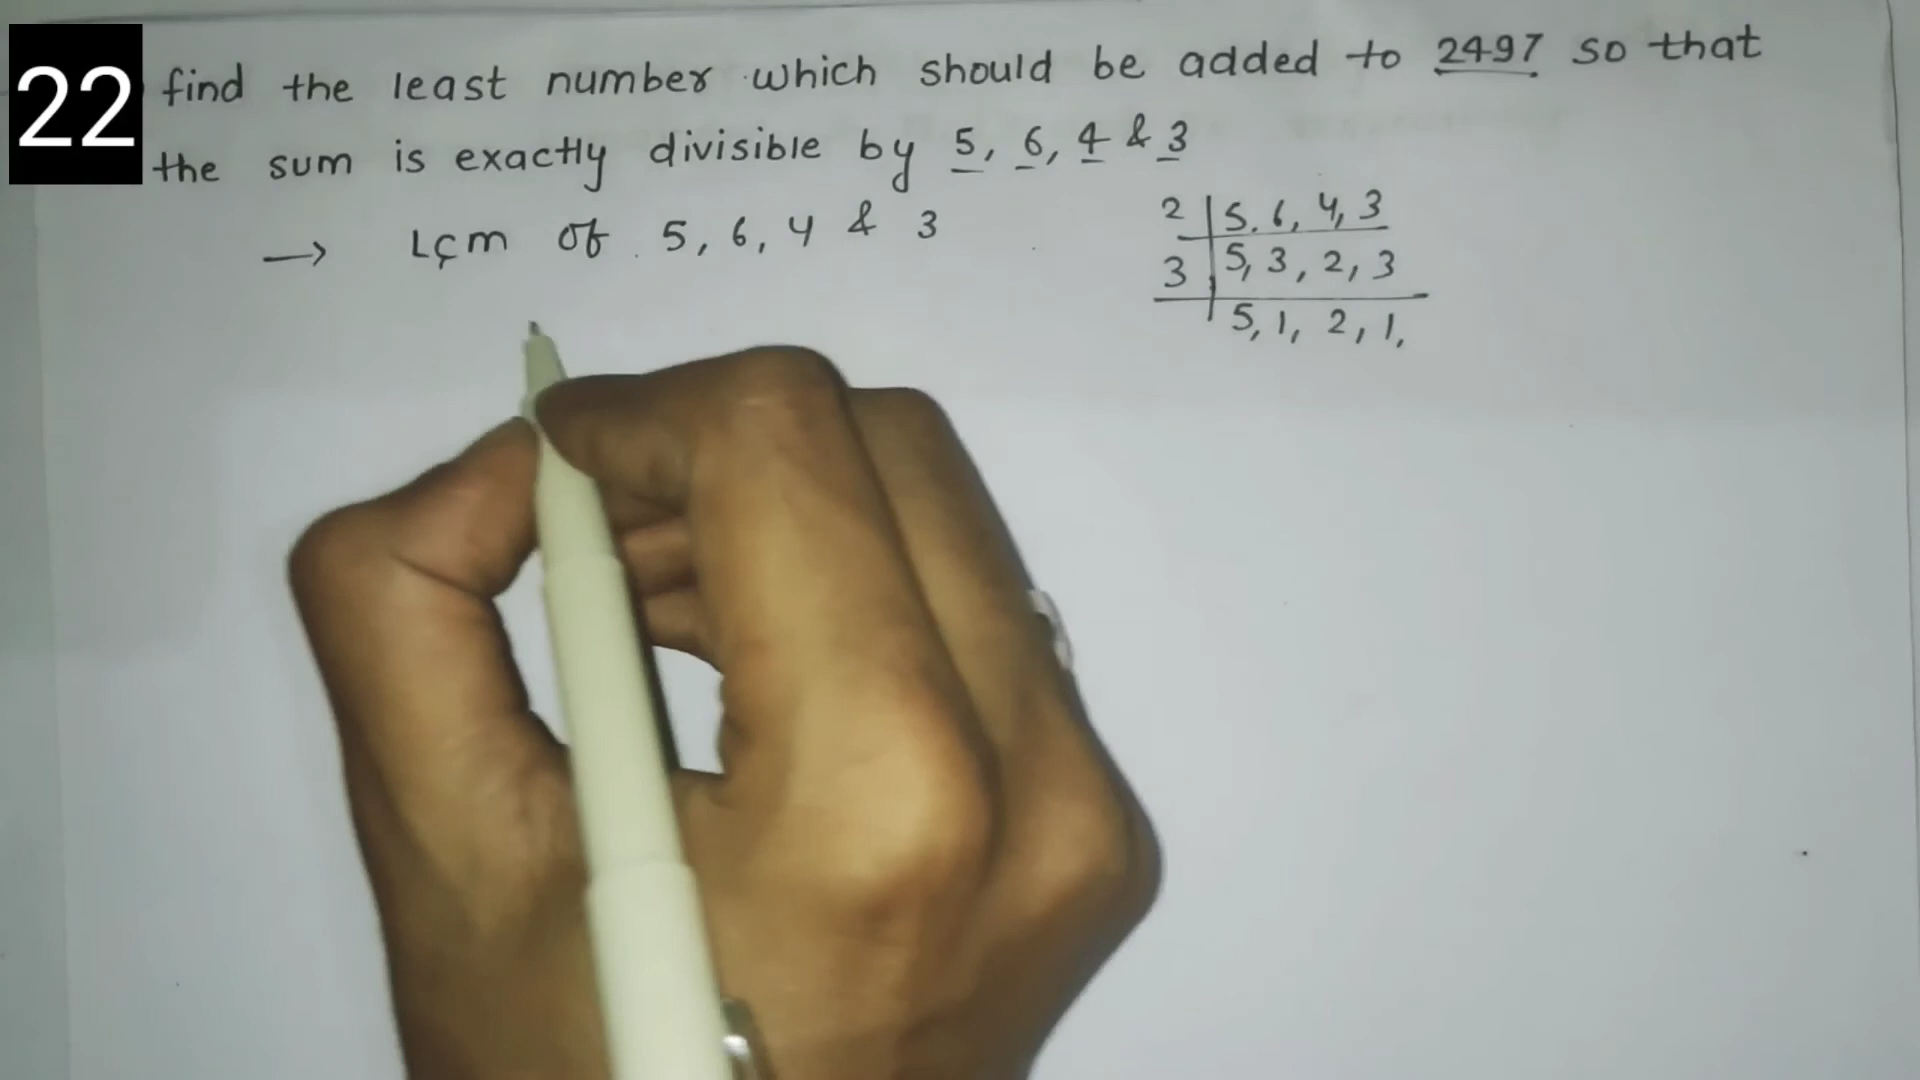 22 find the least number which should be added to 2497 so that
the sum is exactly divisible by 5, 6, 4 & 3
→ LCM of 5, 6, 4 & 3
2 | 5, 6, 4, 3
3 | 5, 3, 2, 3
| 5, 1, 2, 1,